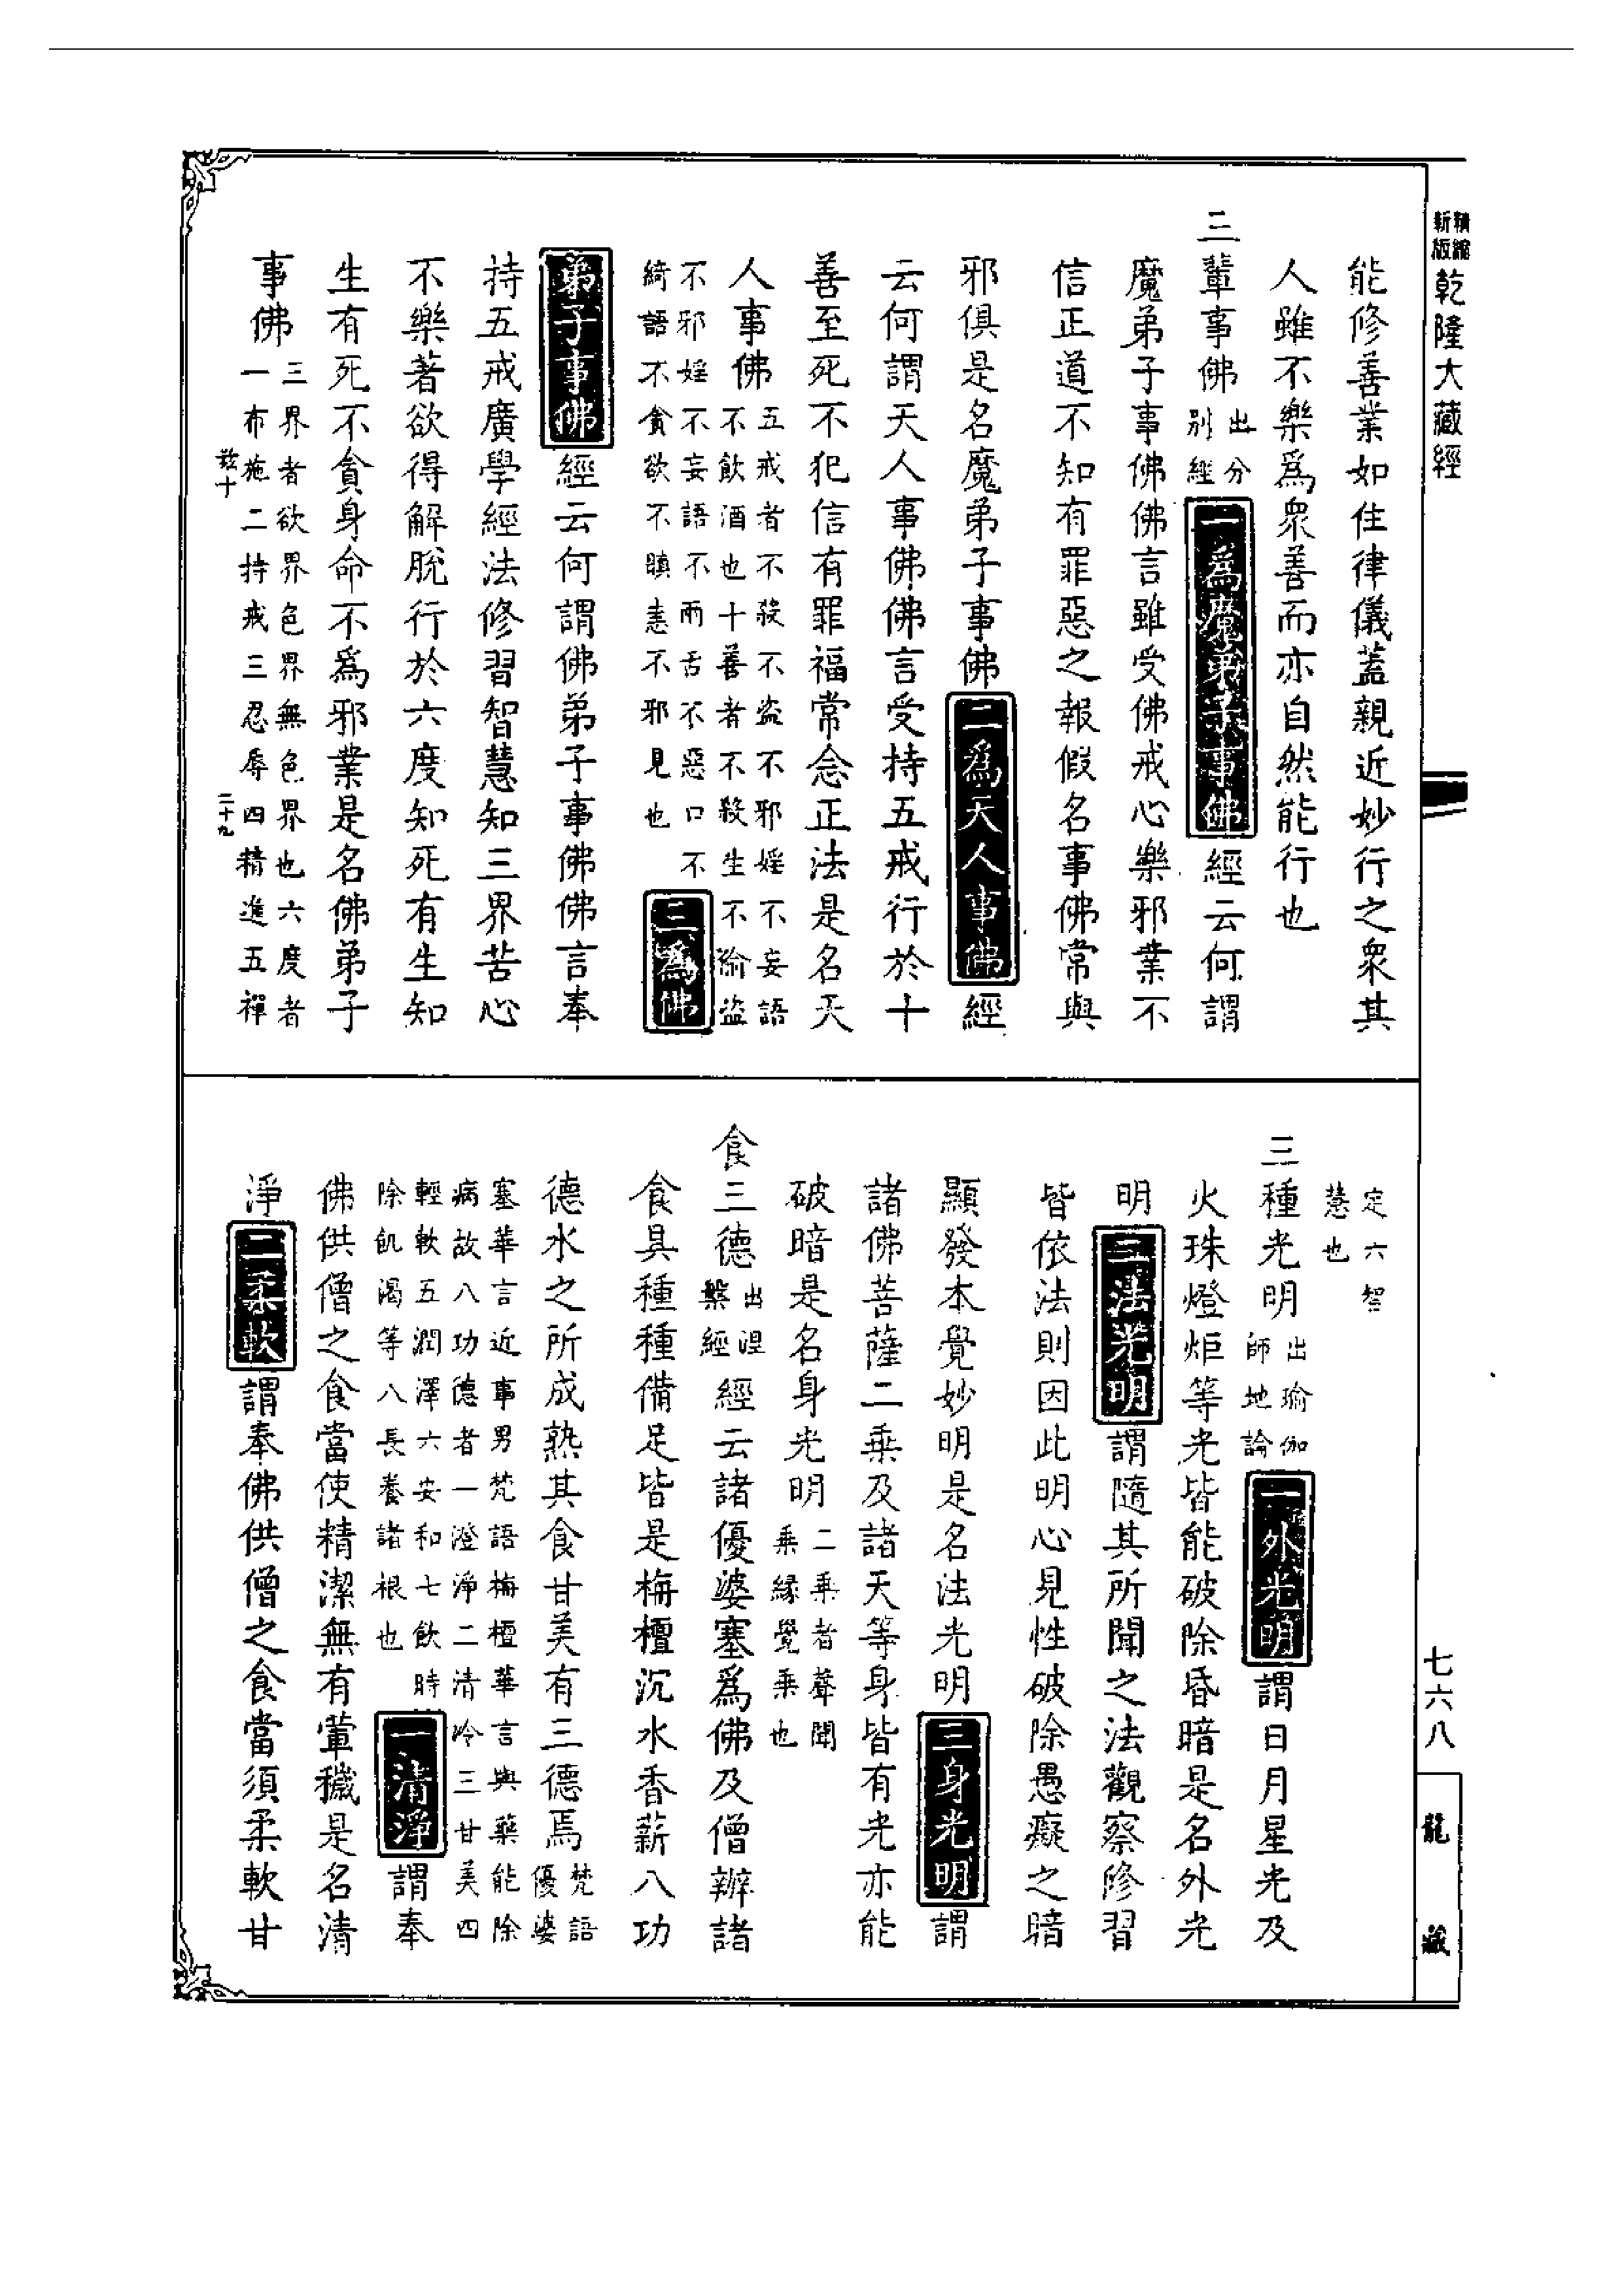 精縮新版乾隆大藏經
能修善業如住律儀蓋親近妙行之衆其
人雖不樂為衆善而亦自然能行也
三輩事佛出分別經一為魔弟子事佛經云何謂
魔弟子事佛佛言雖受佛戒心樂邪業不
信正道不知有罪惡之報假名事佛常與
邪俱是名魔弟子事佛二為天人事佛經
云何謂天人事佛佛言受持五戒行於十
善至死不犯信有罪福常念正法是名天
人事佛五戒者不殺不盜不邪婬不妄語不飲酒也十善者不殺生不偷盜
不邪婬不妄語不兩舌不惡口不綺語不貪欲不瞋恚不邪見也三為佛
弟子事佛經云何謂佛弟子事佛佛言奉
持五戒廣學經法修習智慧知三界苦心
不樂著欲得解脫行於六度知死有生知
生有死不貪身命不為邪業是名佛弟子
事佛三界者欲界色界無色界也六度者一布施二持戒三忍辱四精進五禪
茲十
二十九
定六智慧也
三種光明出瑜伽師地論一外光明謂日月星光及
火珠燈炬等光皆能破除昏暗是名外光
明二法光明謂隨其所聞之法觀察修習
皆依法則因此明心見性破除愚癡之暗
顯發本覺妙明是名法光明三身光明謂
諸佛菩薩二乘及諸天等身皆有光亦能
破暗是名身光明二乘者聲聞乘緣覺乘也
食三德出涅槃經經云諸優婆塞為佛及僧辦諸
食具種種備足皆是栴檀沉水香薪八功
德水之所成熟其食甘美有三德焉梵語優婆
塞華言近事男梵語栴檀華言與藥能除病故八功德者一澄淨二清冷三甘美四
輕軟五潤澤六安和七飲時除飢渴等八長養諸根也一清淨謂奉
佛供僧之食當使精潔無有葷穢是名清
淨二柔軟謂奉佛供僧之食當須柔軟甘
七六八
龍藏